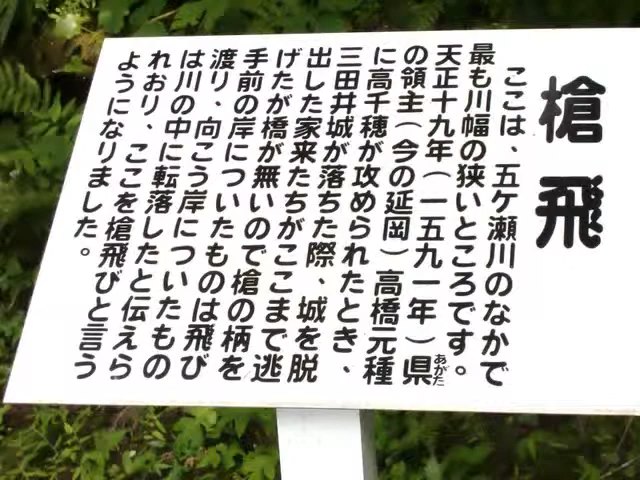 槍飛
ここは、五ケ瀬川のなかで
最も川幅の狭いところです。
天正十九年（一五九一年）県
あがた
の領主（今の延岡）高橋元種
に高千穂が攻められたとき、
三田井城が落ちた際、城を脱
出した家来たちがここまで逃
げたが橋が無いので槍の柄を
手前の岸についたものは飛び
渡り、向こう岸についたもの
は川の中に転落したと伝えら
れおり、ここを槍飛びと言う
ようになりました。